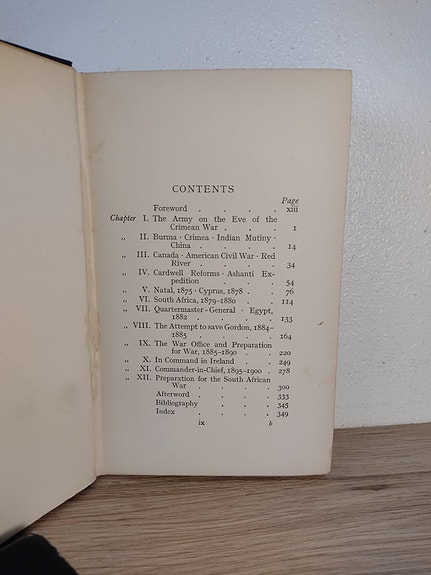 CONTENTS
Page
Foreword . . . . xiii
Chapter I. The Army on the Eve of the
Crimean War . . . 1
„ II. Burma · Crimea · Indian Mutiny ·
China . . . . 14
„ III. Canada · American Civil War · Red
River . . . . 34
„ IV. Cardwell Reforms · Ashanti Ex-
pedition . . . 54
„ V. Natal, 1875 · Cyprus, 1878 . . 76
„ VI. South Africa, 1879–1880 . . 114
„ VII. Quartermaster-General · Egypt,
1882 . . . . 133
„ VIII. The Attempt to save Gordon, 1884–
1885 . . . . 164
„ IX. The War Office and Preparation
for War, 1885–1890 . . 220
„ X. In Command in Ireland . . 249
„ XI. Commander-in-Chief, 1895–1900 . 278
„ XII. Preparation for the South African
War . . . . 300
Afterword . . . . 333
Bibliography . . . 345
Index . . . . 349
ix b